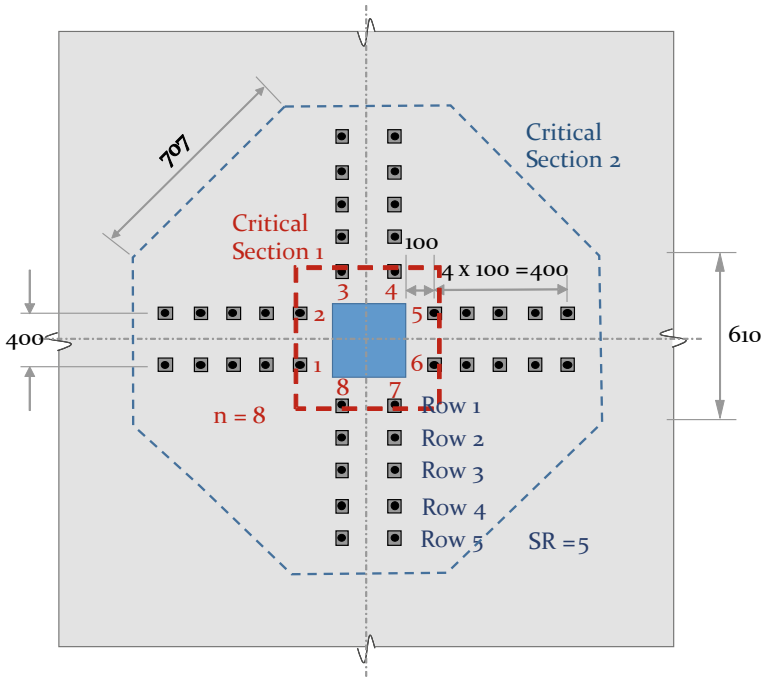 707
Critical
Section 2
Critical
Section 1
100
4 x 100 =400
3
4
2
5
400
610
1
6
8
7
n = 8
Row 1
Row 2
Row 3
Row 4
Row 5
SR =5